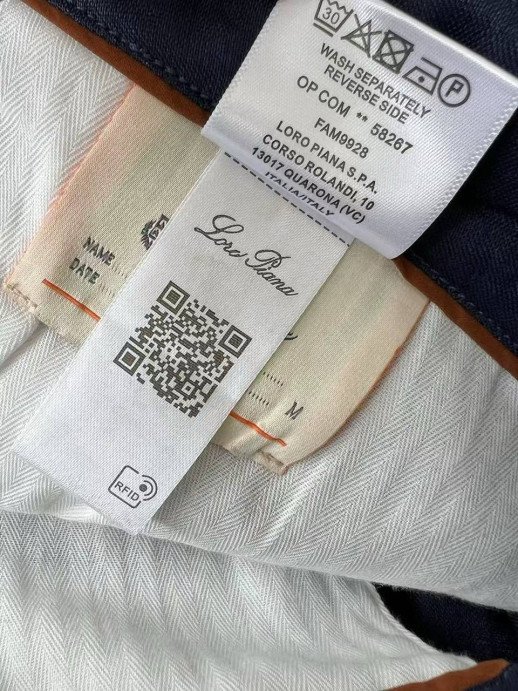 30
P
WASH SEPARATELY
REVERSE SIDE
OP COM ** 58267
FAM9928
LORO PIANA S.P.A.
CORSO ROLANDI, 10
13017 QUARONA (VC)
ITALIA/ITALY
Loro Piana
NAME
DATE
M
RFID